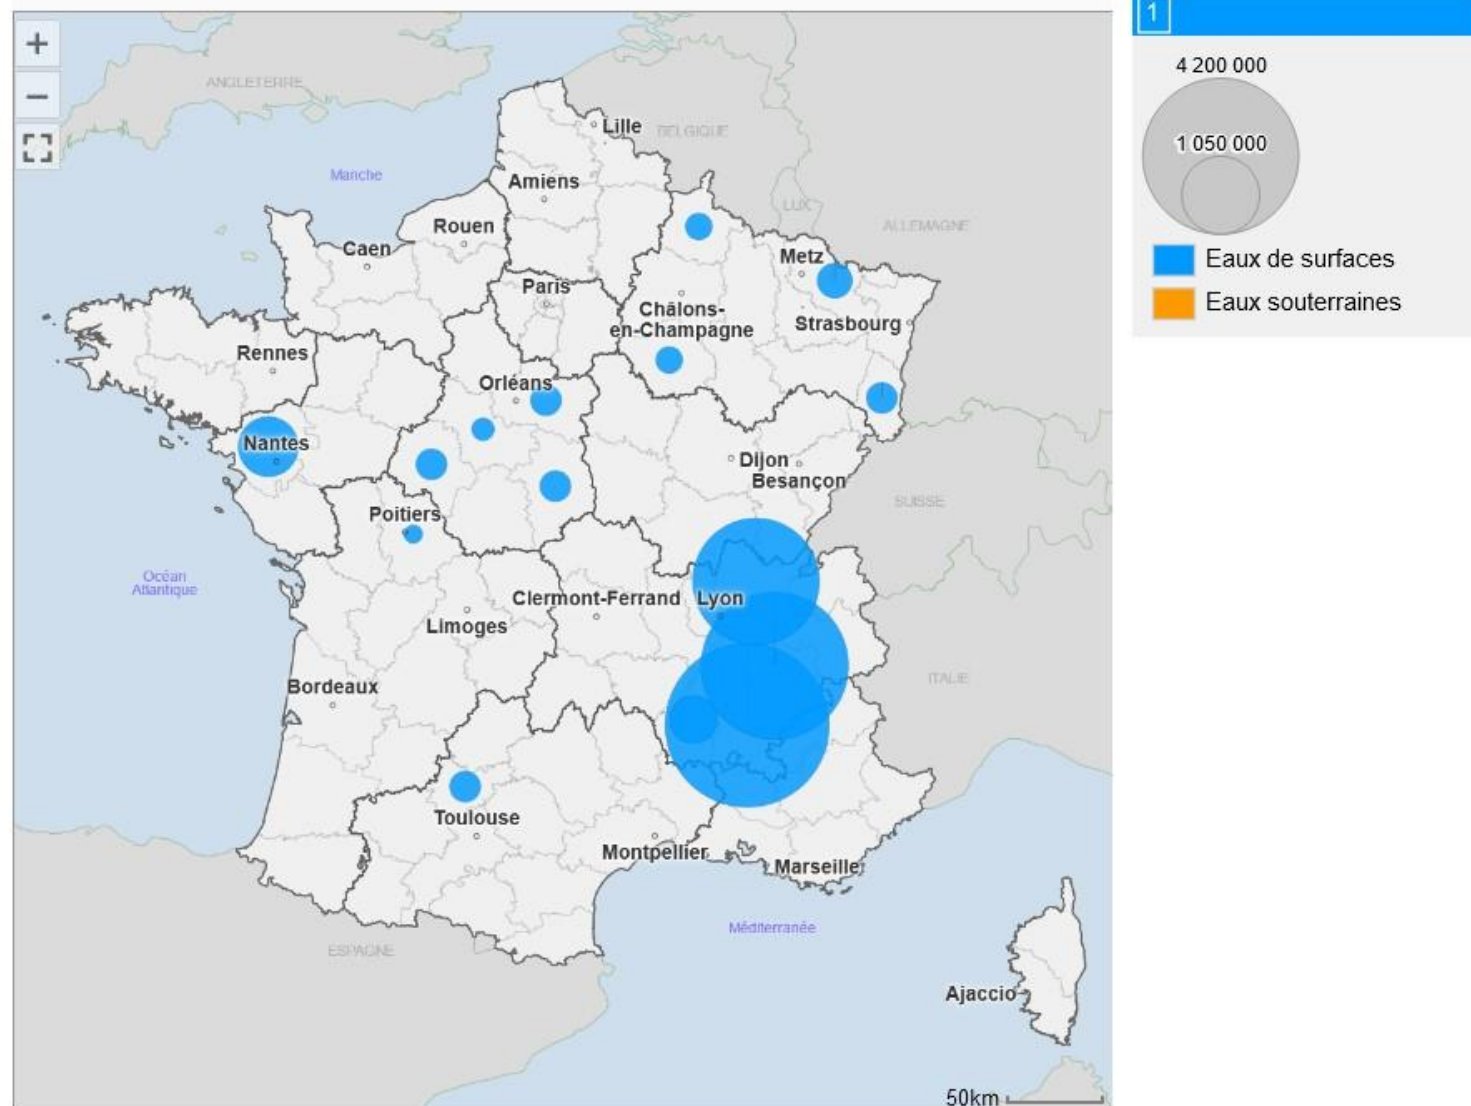 +
−
ANGLETERRE
Lille
BELGIQUE
Manche
Amiens
LUX
Rouen
ALLEMAGNE
Caen
Metz
Paris
Châlons-
en-Champagne
Strasbourg
Rennes
Orléans
Nantes
Dijon
Besançon
SUISSE
Poitiers
Océan
Atlantique
Clermont-Ferrand
Lyon
Limoges
ITALIE
Bordeaux
Toulouse
Montpellier
Marseille
Méditerranée
ESPAGNE
Ajaccio
50km
1
4 200 000
1 050 000
Eaux de surfaces
Eaux souterraines